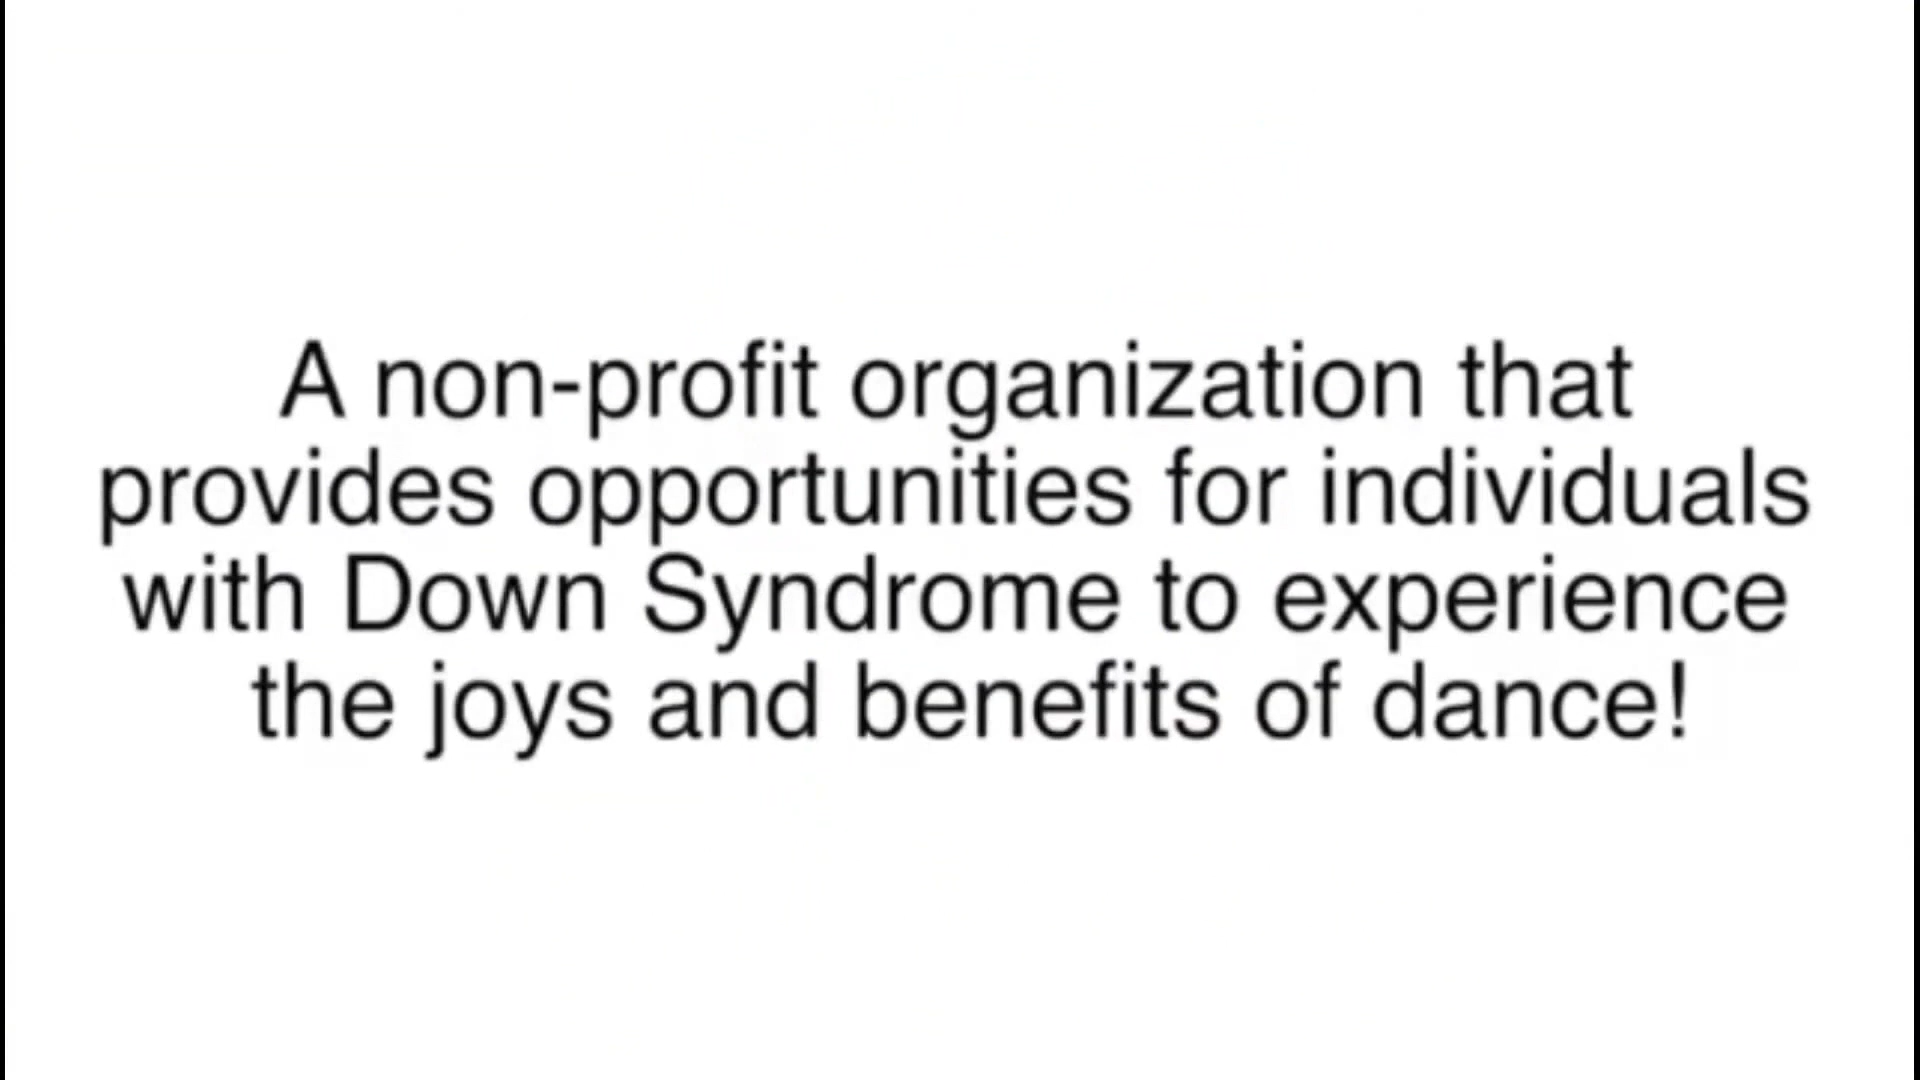 A non-profit organization that
provides opportunities for individuals
with Down Syndrome to experience
the joys and benefits of dance!